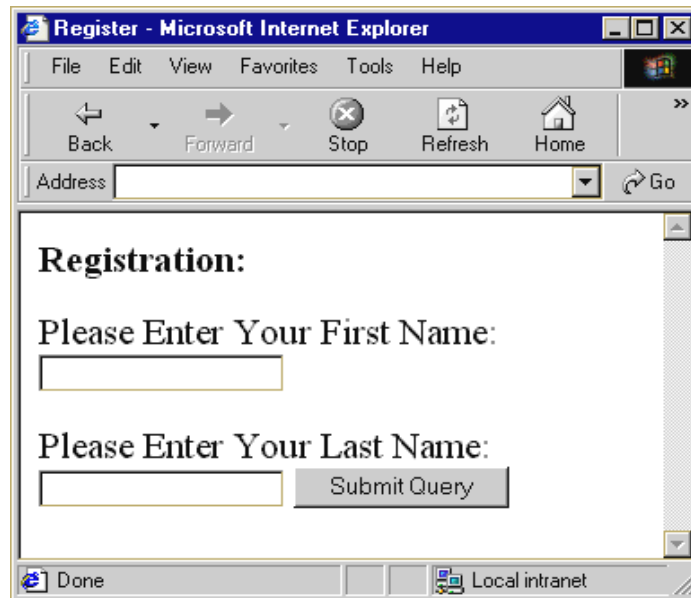 Register - Microsoft Internet Explorer
File Edit View Favorites Tools Help
Back Forward Stop Refresh Home »
Address Go
Registration:
Please Enter Your First Name:
Please Enter Your Last Name:
Submit Query
Done Local intranet